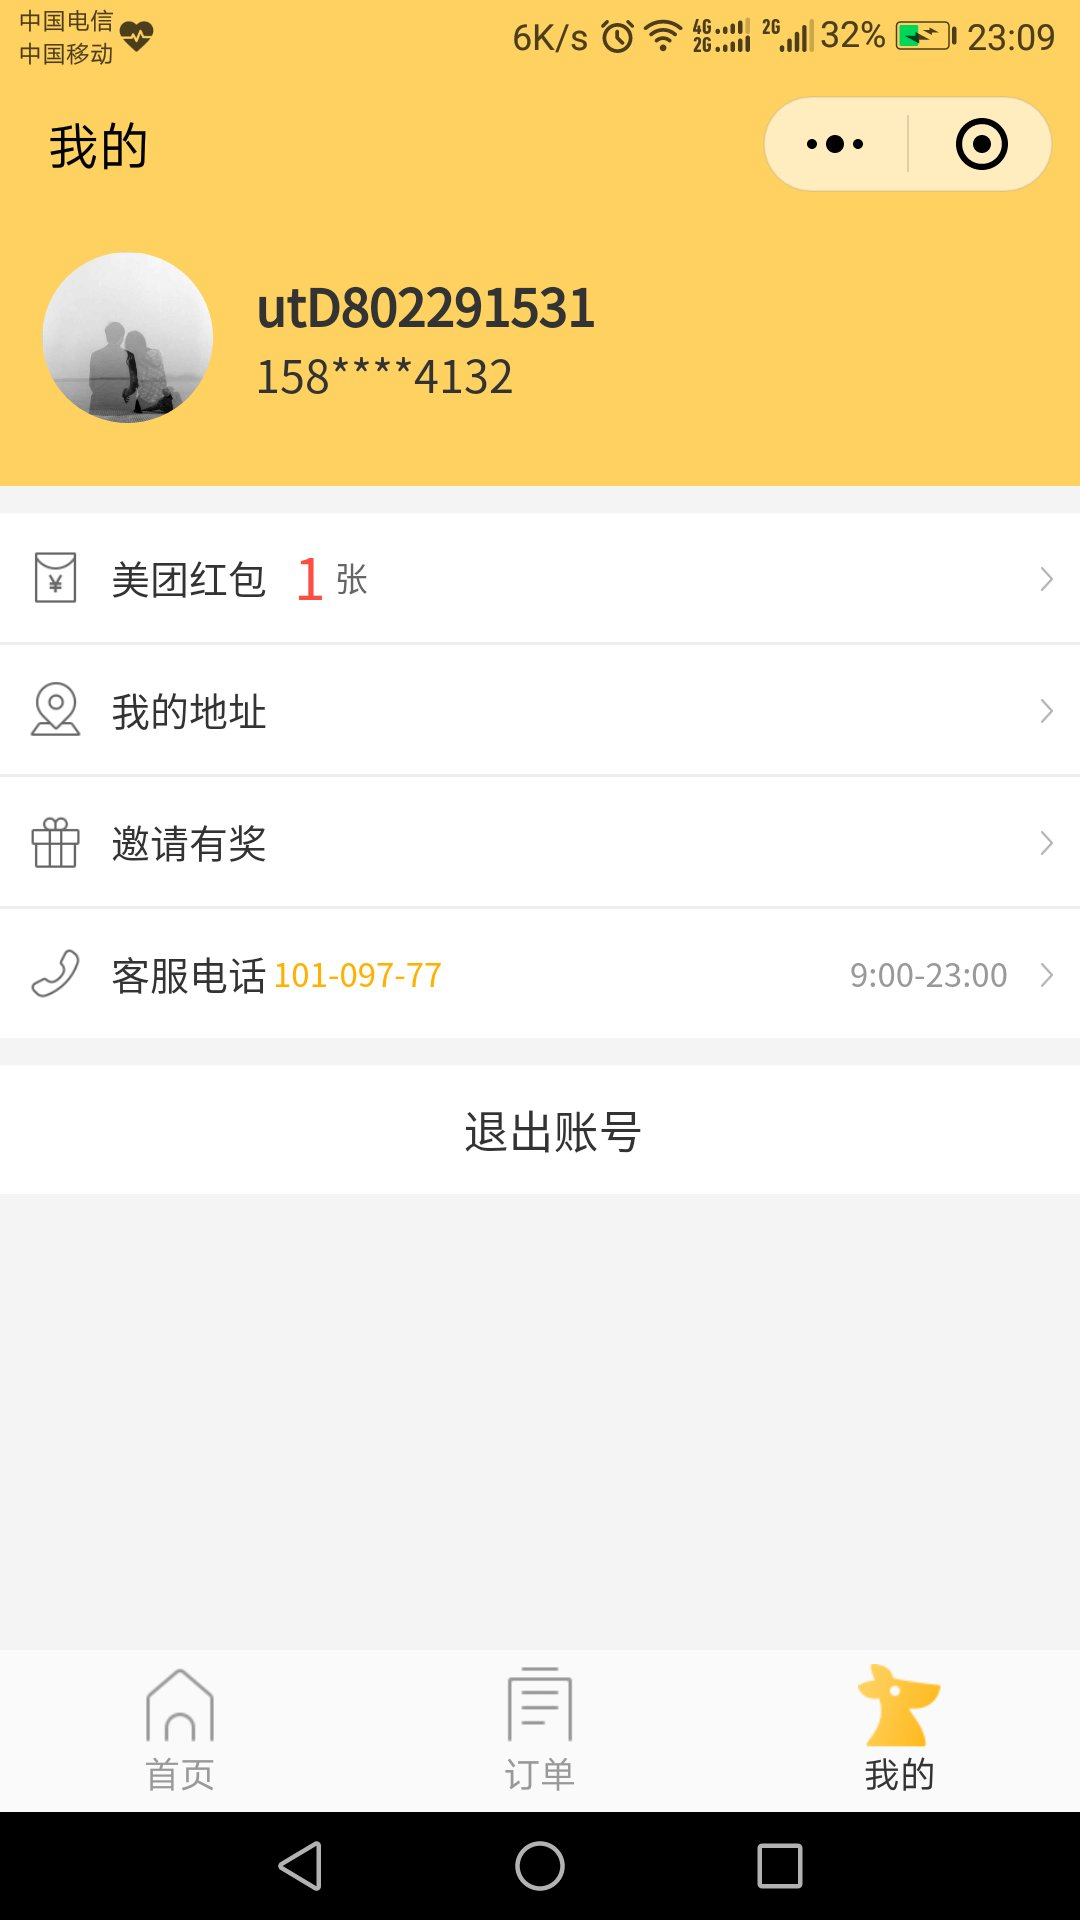 中国电信
中国移动
6K/s 4G 2G 2G 32% 23:09
我的
utD802291531
158****4132
美团红包 1 张
我的地址
邀请有奖
客服电话 101-097-77 9:00-23:00
退出账号
首页 订单 我的